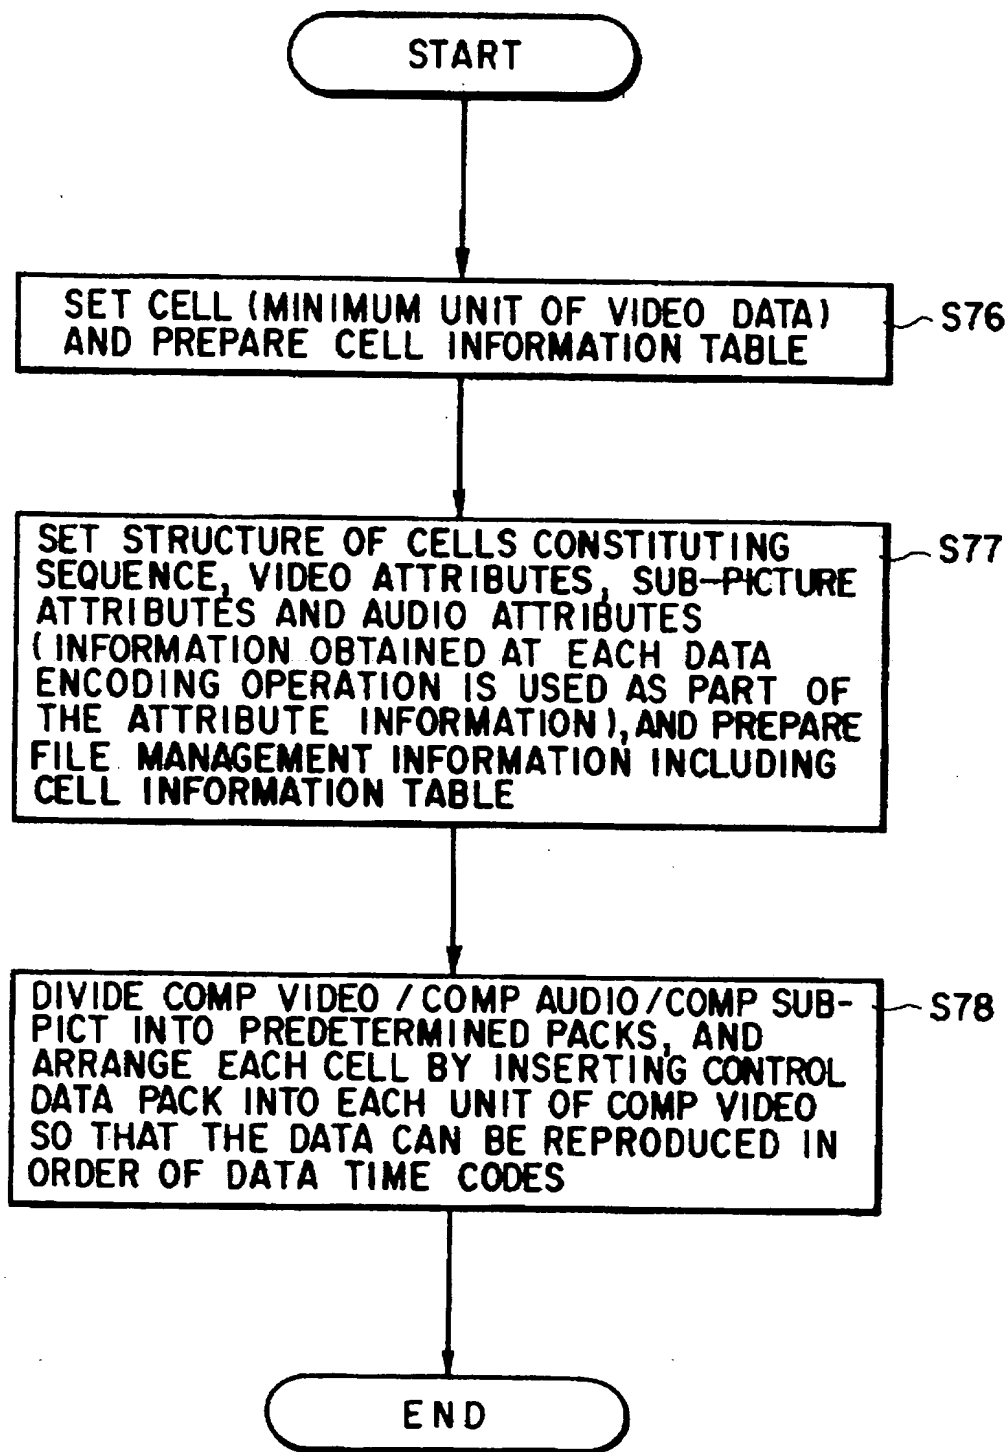 START
SET CELL (MINIMUM UNIT OF VIDEO DATA)
AND PREPARE CELL INFORMATION TABLE
S76
SET STRUCTURE OF CELLS CONSTITUTING
SEQUENCE, VIDEO ATTRIBUTES, SUB-PICTURE
ATTRIBUTES AND AUDIO ATTRIBUTES
(INFORMATION OBTAINED AT EACH DATA
ENCODING OPERATION IS USED AS PART OF
THE ATTRIBUTE INFORMATION), AND PREPARE
FILE MANAGEMENT INFORMATION INCLUDING
CELL INFORMATION TABLE
S77
DIVIDE COMP VIDEO / COMP AUDIO/COMP SUB-
PICT INTO PREDETERMINED PACKS, AND
ARRANGE EACH CELL BY INSERTING CONTROL
DATA PACK INTO EACH UNIT OF COMP VIDEO
SO THAT THE DATA CAN BE REPRODUCED IN
ORDER OF DATA TIME CODES
S78
END